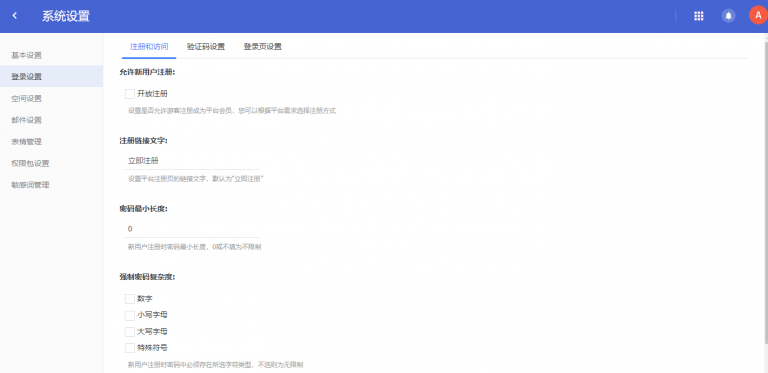 系统设置
A
基本设置
登录设置
空间设置
邮件设置
表情管理
权限包设置
敏感词管理
注册和访问 验证码设置 登录页设置
允许新用户注册:
开放注册
设置是否允许游客注册成为平台会员，您可以根据平台需求选择注册方式
注册链接文字:
立即注册
设置平台注册页的链接文字，默认为"立即注册"
密码最小长度:
0
新用户注册时密码最小长度，0或不填为不限制
强制密码复杂度:
数字
小写字母
大写字母
特殊符号
新用户注册时密码中必须存在所选字符类型，不选则为无限制